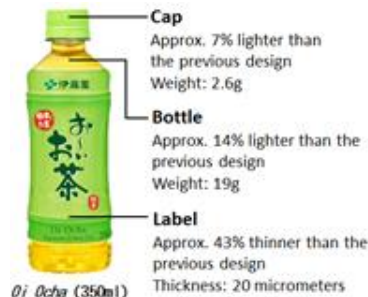 Cap
Approx. 7% lighter than
the previous design
Weight: 2.6g
伊藤園
Bottle
Approx. 14% lighter than the
previous design
Weight: 19g
お〜い
お茶
Label
Approx. 43% thinner than the
previous design
Thickness: 20 micrometers
Oi Ocha (350ml)